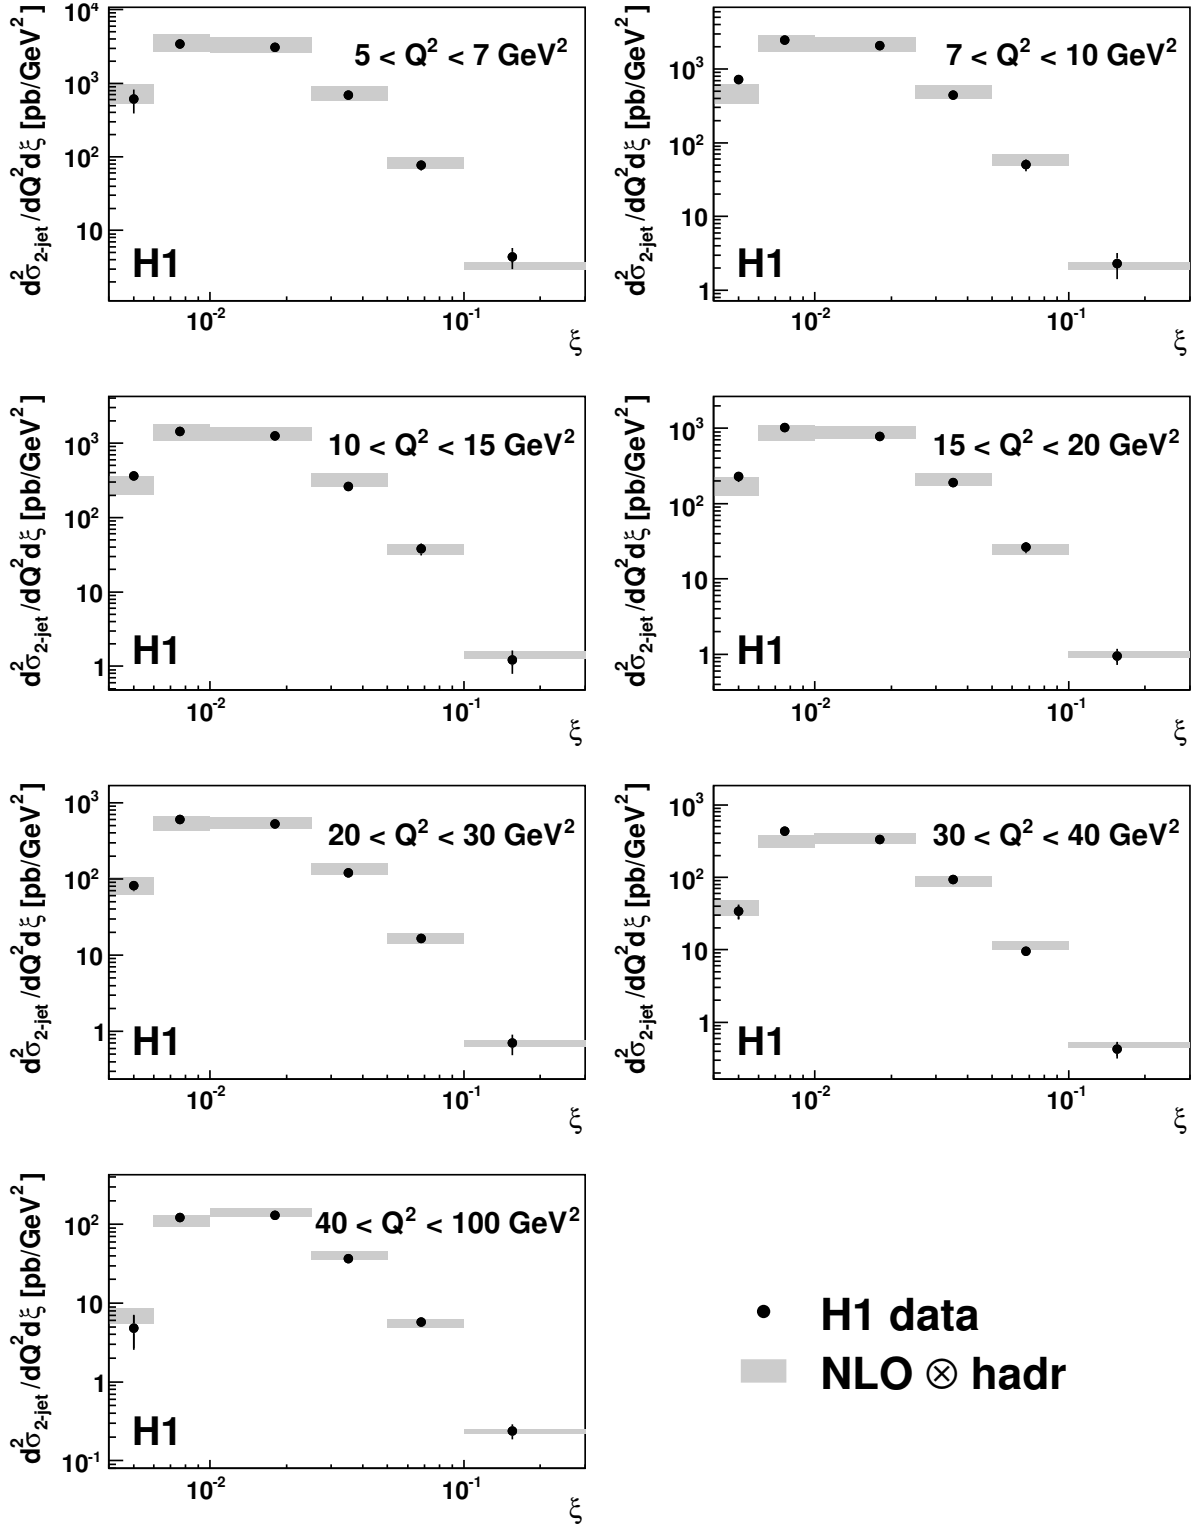 d²σ₂₋jet/dQ²dξ [pb/GeV²]
10⁴
10³
10²
10
5 < Q² < 7 GeV²
H1
10⁻²
10⁻¹
ξ
d²σ₂₋jet/dQ²dξ [pb/GeV²]
10³
10²
10
1
7 < Q² < 10 GeV²
H1
10⁻²
10⁻¹
ξ
d²σ₂₋jet/dQ²dξ [pb/GeV²]
10³
10²
10
1
10 < Q² < 15 GeV²
H1
10⁻²
10⁻¹
ξ
d²σ₂₋jet/dQ²dξ [pb/GeV²]
10³
10²
10
1
15 < Q² < 20 GeV²
H1
10⁻²
10⁻¹
ξ
d²σ₂₋jet/dQ²dξ [pb/GeV²]
10³
10²
10
1
20 < Q² < 30 GeV²
H1
10⁻²
10⁻¹
ξ
d²σ₂₋jet/dQ²dξ [pb/GeV²]
10³
10²
10
1
30 < Q² < 40 GeV²
H1
10⁻²
10⁻¹
ξ
d²σ₂₋jet/dQ²dξ [pb/GeV²]
10²
10
1
10⁻¹
40 < Q² < 100 GeV²
H1
10⁻²
10⁻¹
ξ
H1 data
NLO ⊗ hadr